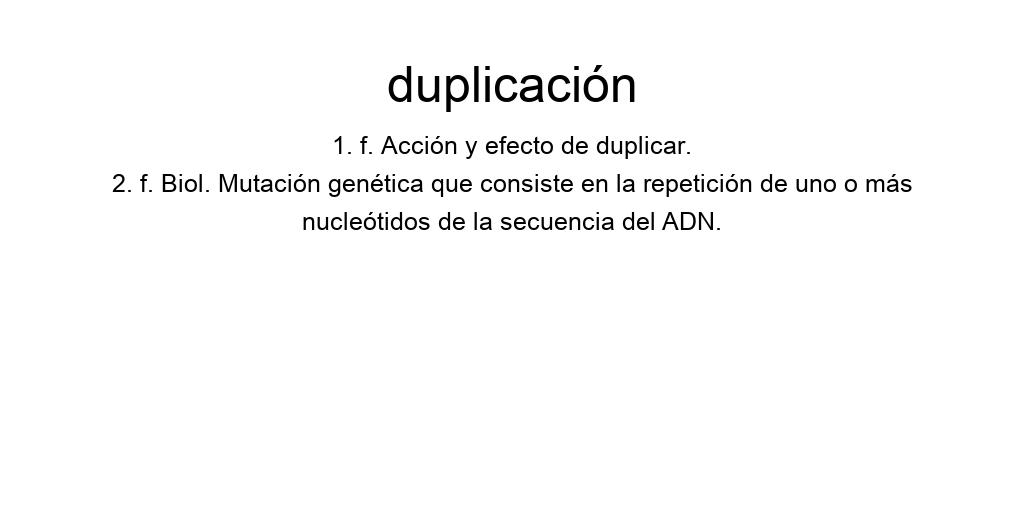 duplicación
1. f. Acción y efecto de duplicar.
2. f. Biol. Mutación genética que consiste en la repetición de uno o más
nucleótidos de la secuencia del ADN.